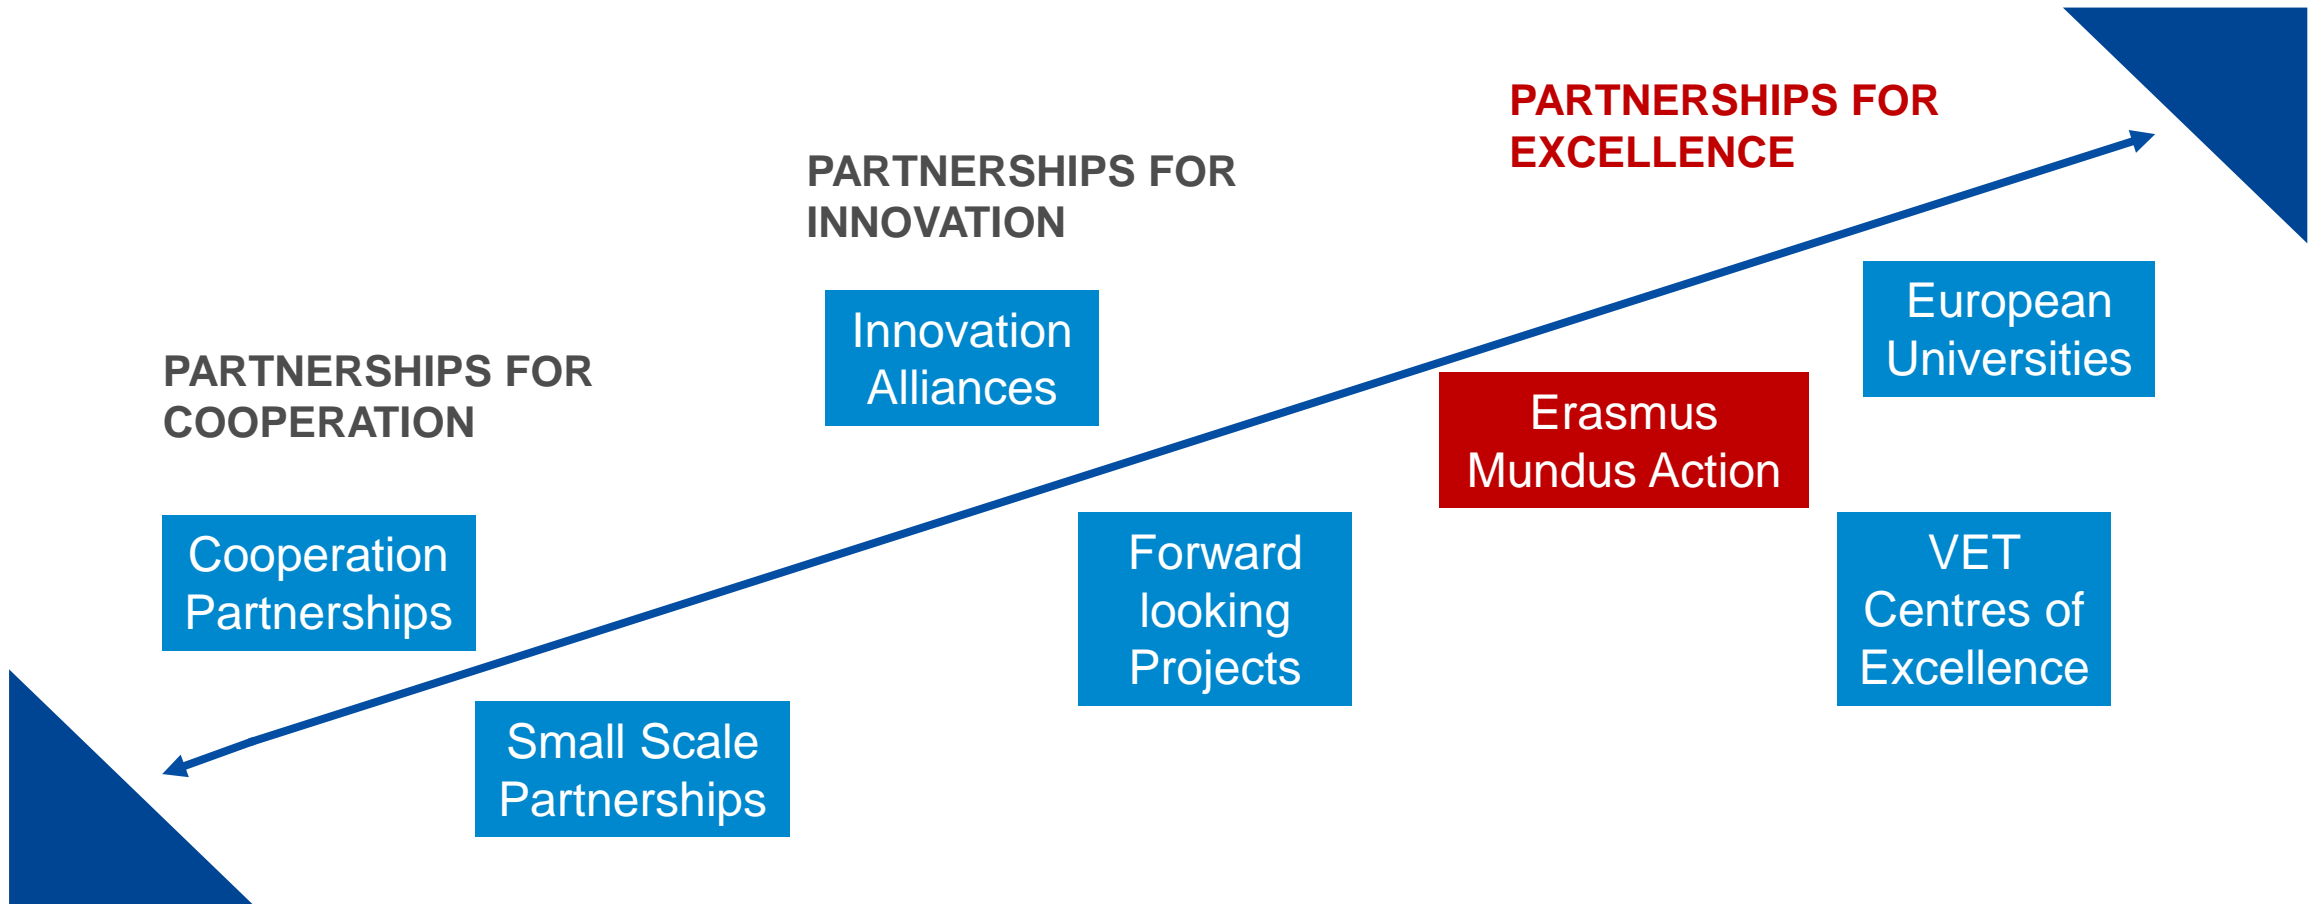 PARTNERSHIPS FOR
COOPERATION
Cooperation
Partnerships
Small Scale
Partnerships
PARTNERSHIPS FOR
INNOVATION
Innovation
Alliances
Forward
looking
Projects
PARTNERSHIPS FOR
EXCELLENCE
Erasmus
Mundus Action
European
Universities
VET
Centres of
Excellence